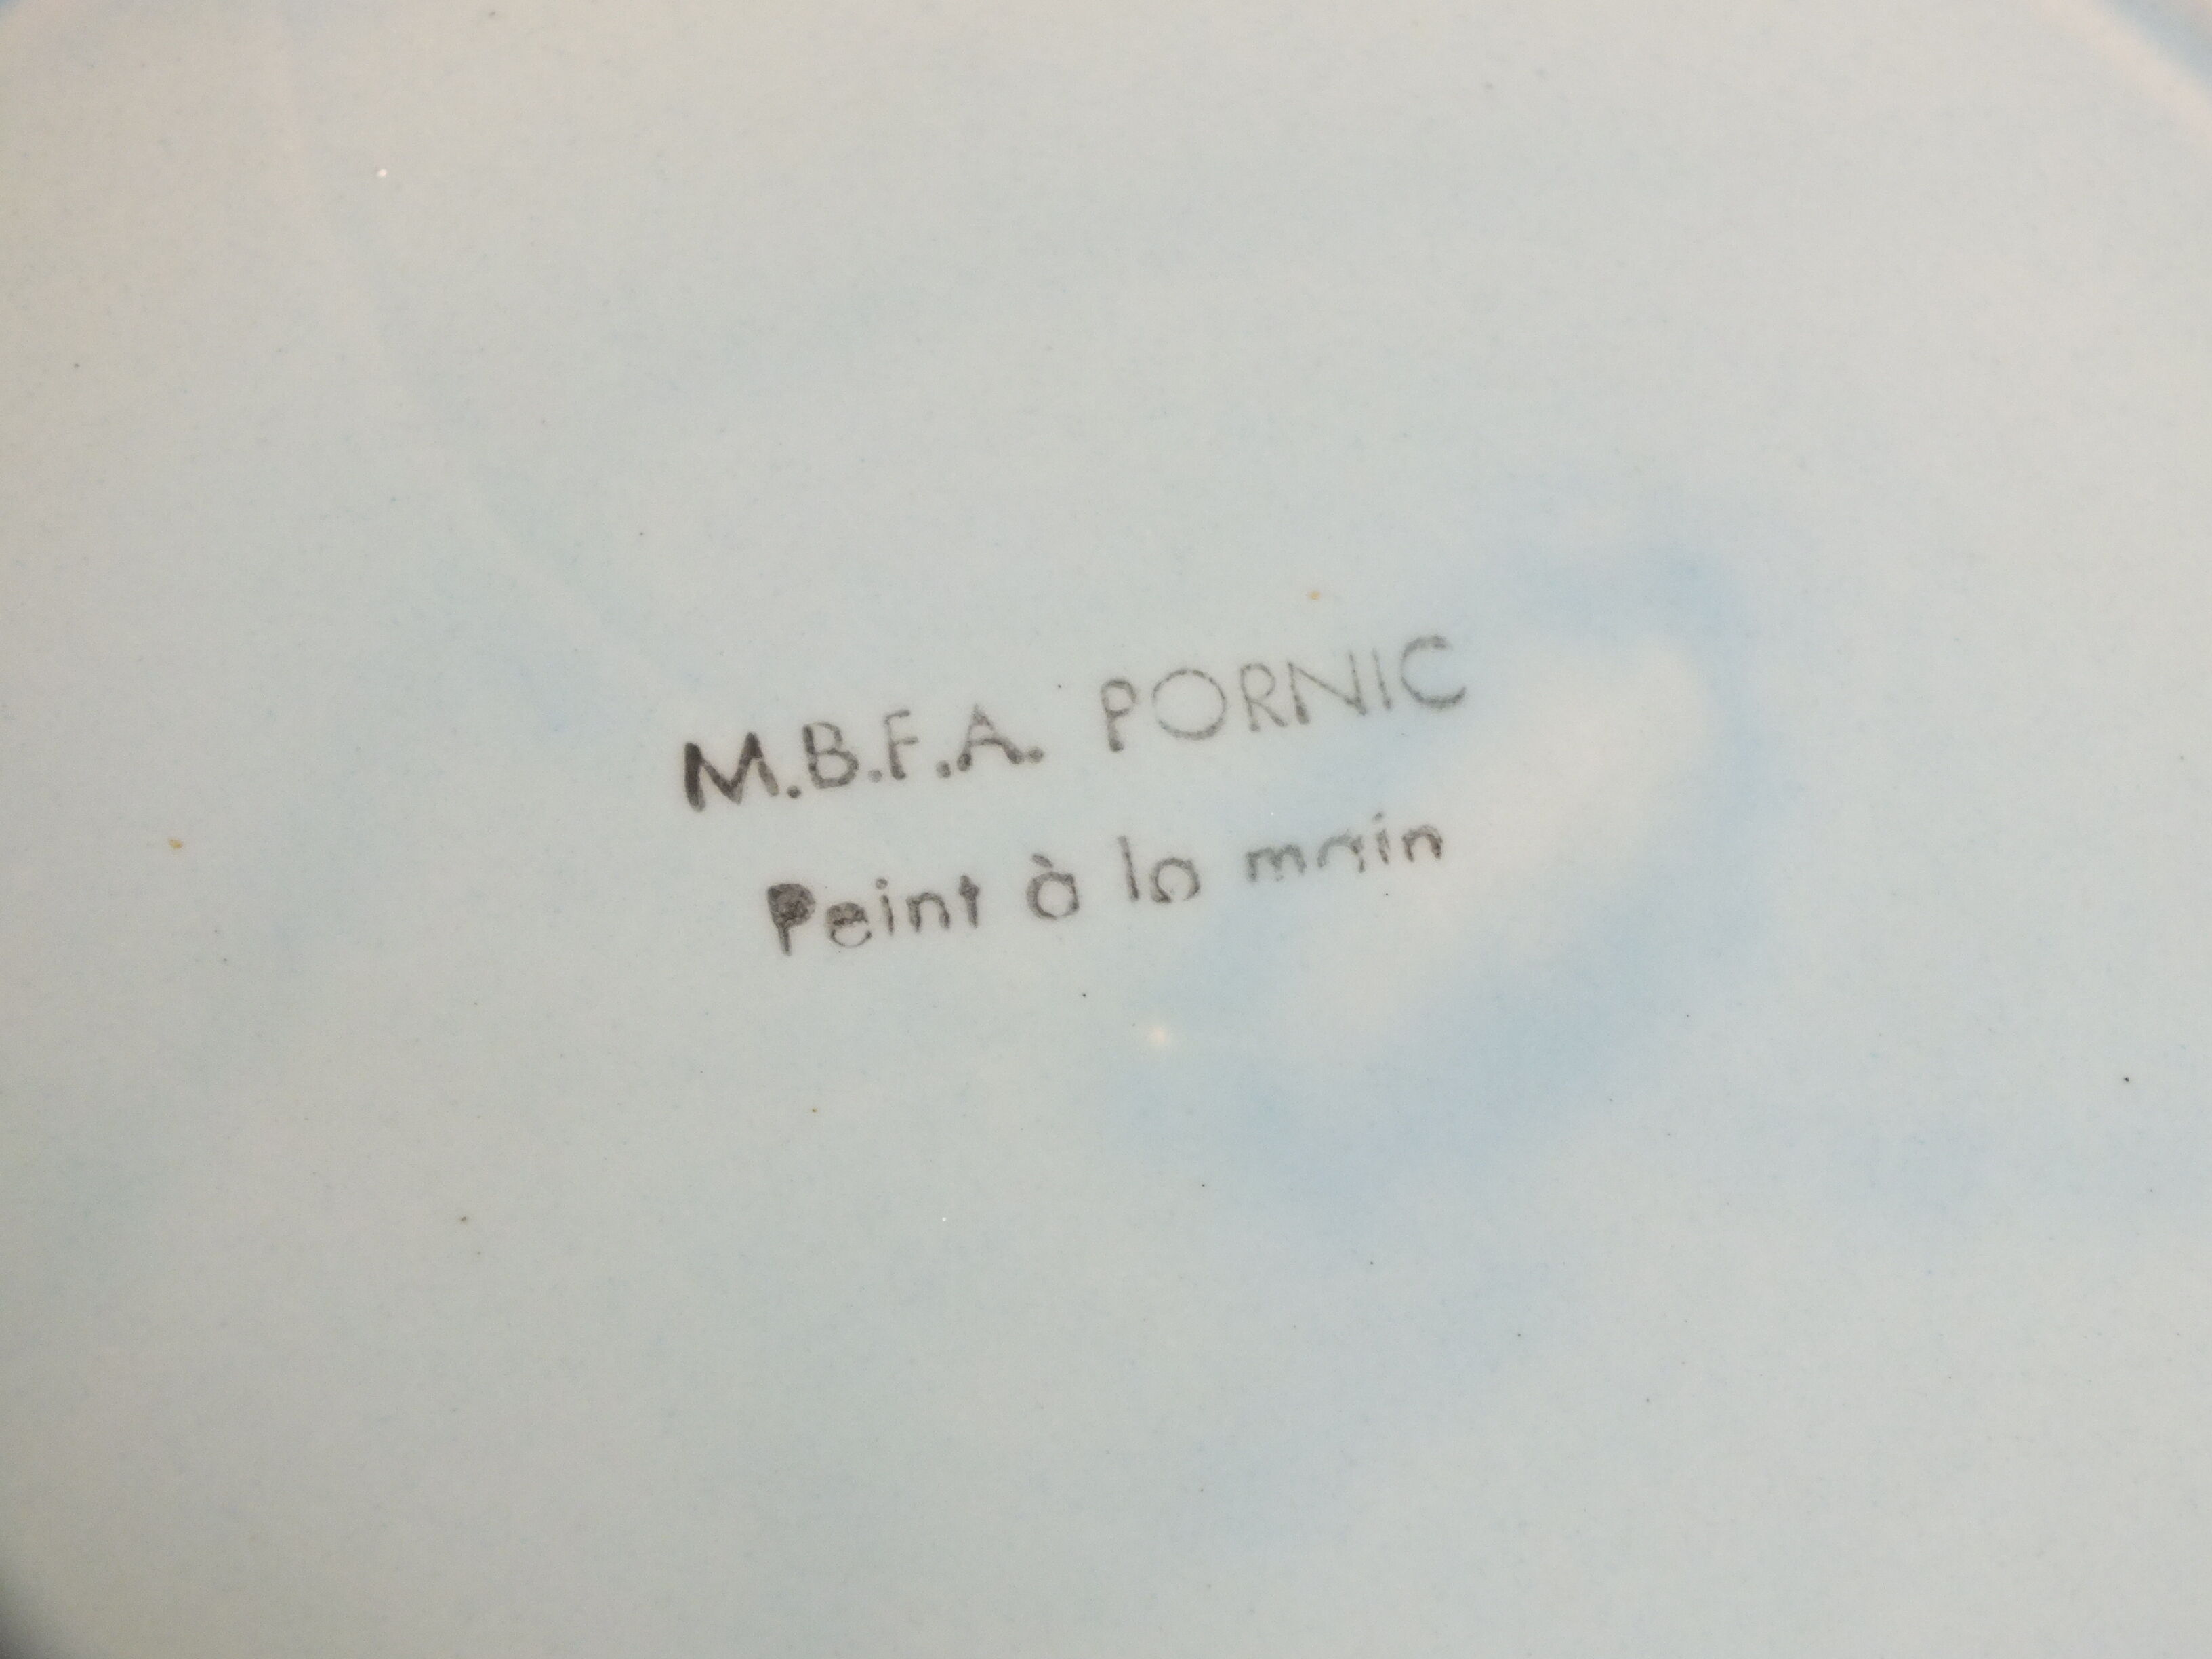 M.B.F.A. PORNIC
Peint à la main